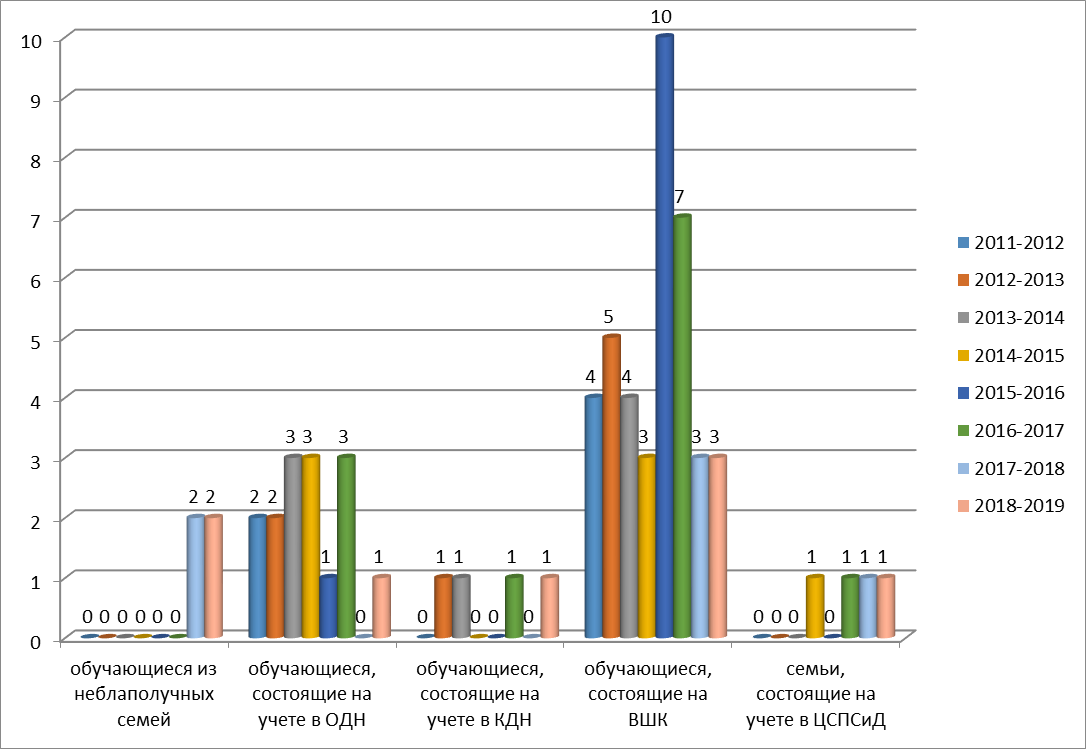 10
9
8
7
6
5
4
3
2
1
0
0 0 0 0 0 0 2 2
2 2 3 3 1 3 0 1
0 1 1 0 0 1 0 1
4 5 4 3 10 7 3 3
0 0 0 1 0 1 1 1
обучающиеся из
неблаполучных
семей
обучающиеся,
состоящие на
учете в ОДН
обучающиеся,
состоящие на
учете в КДН
обучающиеся,
состоящие на
ВШК
семьи,
состоящие на
учете в ЦСПСиД
2011-2012
2012-2013
2013-2014
2014-2015
2015-2016
2016-2017
2017-2018
2018-2019